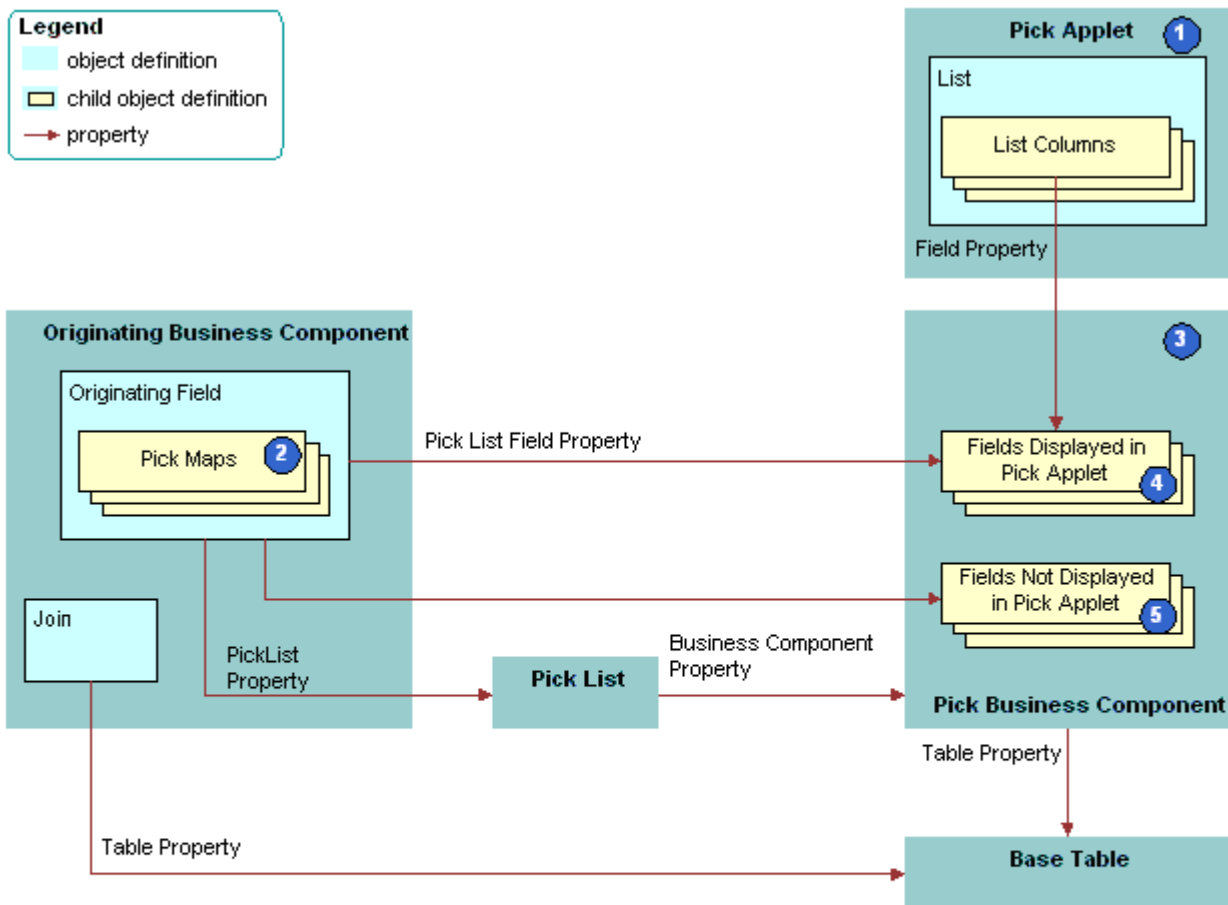 Legend
object definition
child object definition
property
Pick Applet
1
List
List Columns
Field Property
Originating Business Component
3
Originating Field
Pick Maps
2
Pick List Field Property
Fields Displayed in
Pick Applet
4
Fields Not Displayed
in Pick Applet
5
Join
PickList
Property
Pick List
Business Component
Property
Pick Business Component
Table Property
Table Property
Base Table